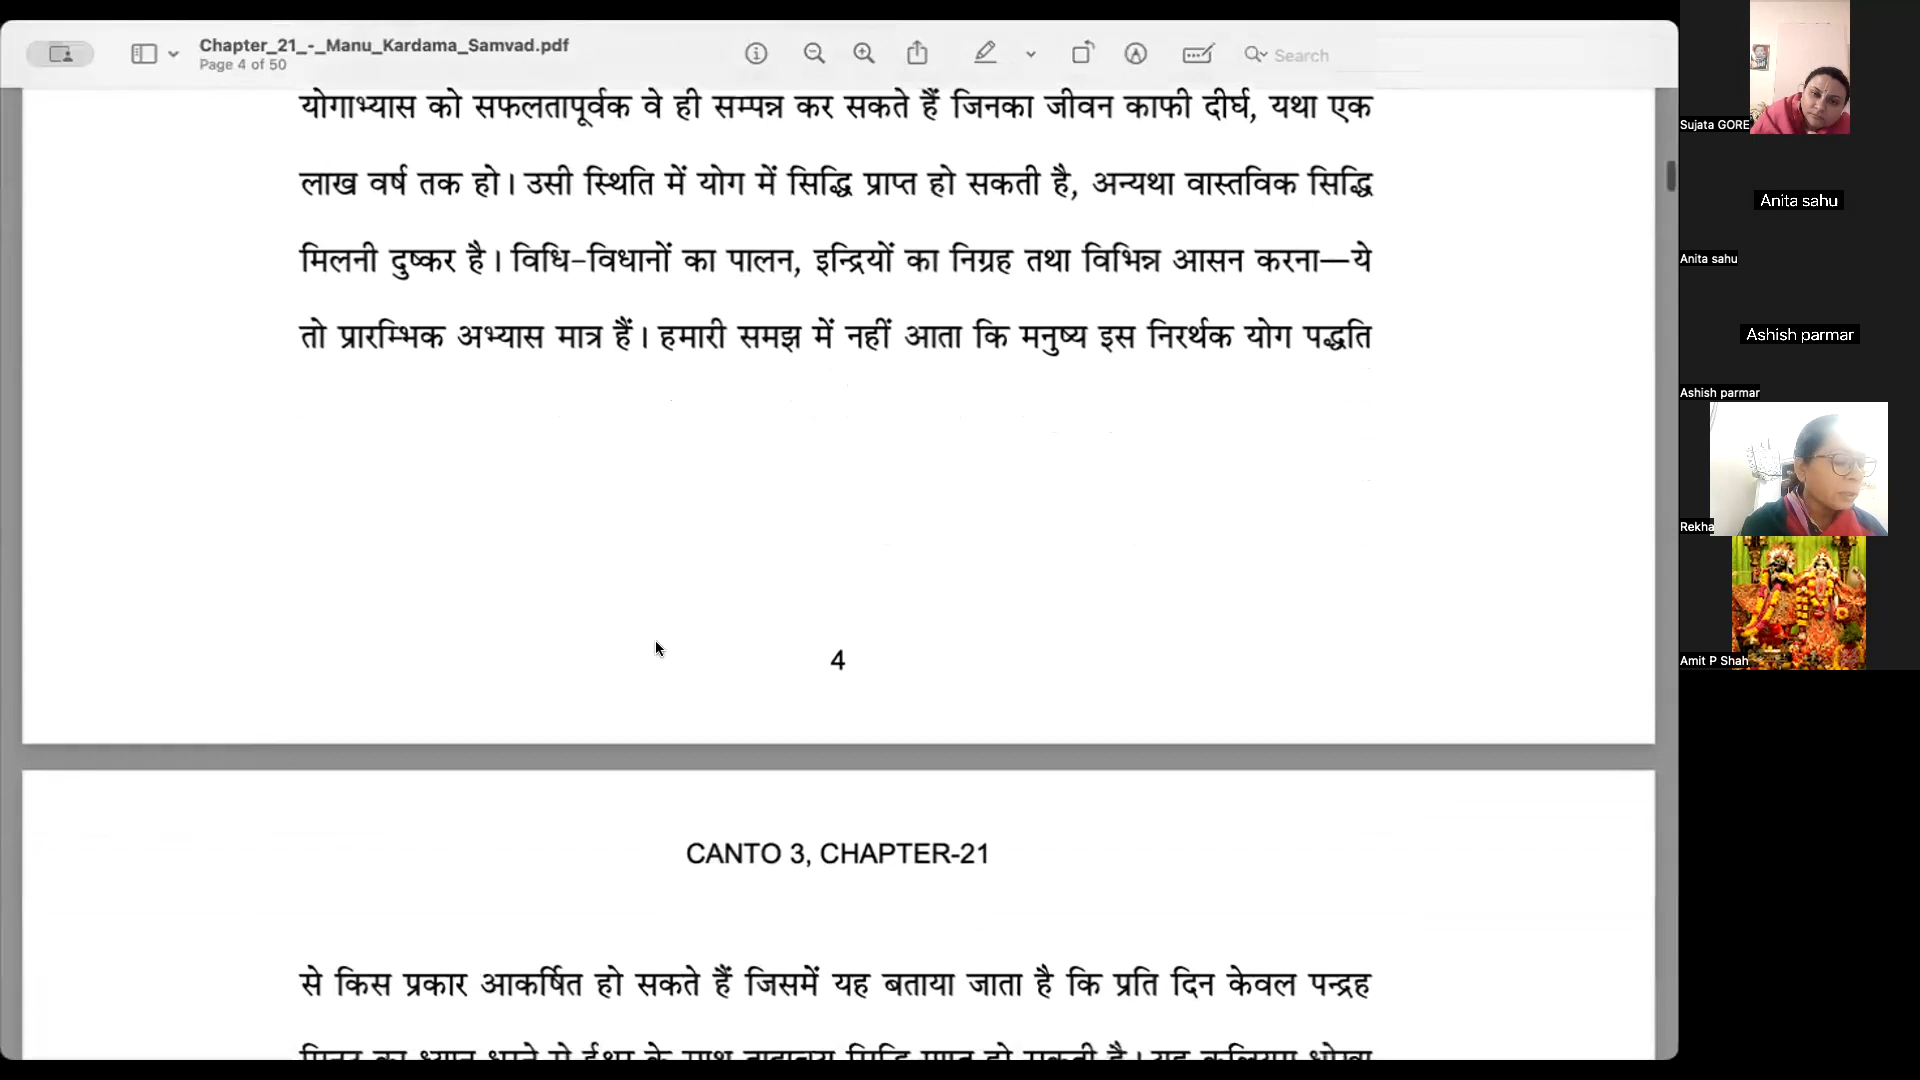 Chapter_21_-_Manu_Kardama_Samvad.pdf
Page 4 of 50
Search
योगाभ्यास को सफलतापूर्वक वे ही सम्पन्न कर सकते हैं जिनका जीवन काफी दीर्घ, यथा एक
लाख वर्ष तक हो। उसी स्थिति में योग में सिद्धि प्राप्त हो सकती है, अन्यथा वास्तविक सिद्धि
मिलनी दुष्कर है। विधि-विधानों का पालन, इन्द्रियों का निग्रह तथा विभिन्न आसन करना—ये
तो प्रारम्भिक अभ्यास मात्र हैं। हमारी समझ में नहीं आता कि मनुष्य इस निरर्थक योग पद्धति
4
CANTO 3, CHAPTER-21
से किस प्रकार आकर्षित हो सकते हैं जिसमें यह बताया जाता है कि प्रति दिन केवल पन्द्रह
Sujata GORE
Anita sahu
Anita sahu
Ashish parmar
Ashish parmar
Rekha
Amit P Shah